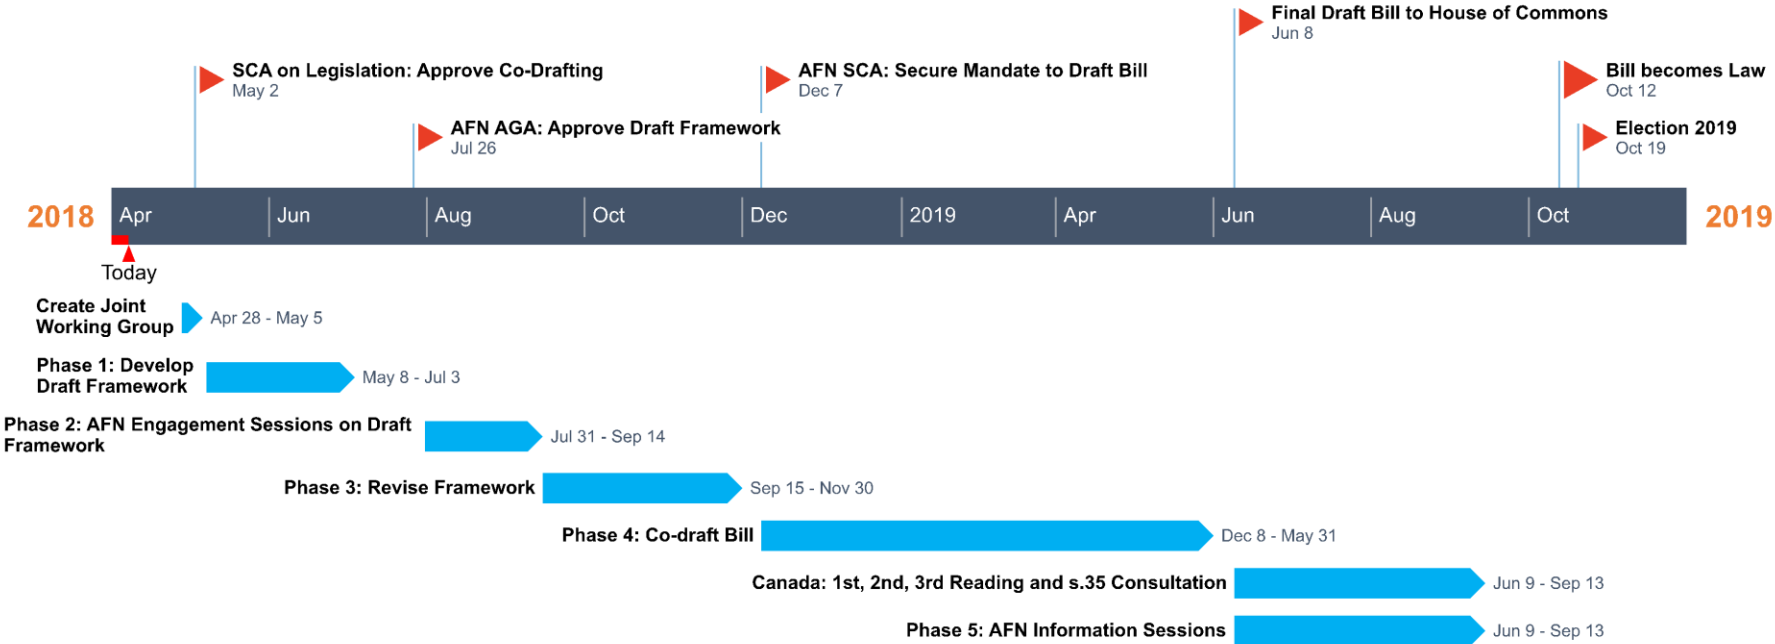 Final Draft Bill to House of Commons
Jun 8
SCA on Legislation: Approve Co-Drafting
May 2
AFN SCA: Secure Mandate to Draft Bill
Dec 7
Bill becomes Law
Oct 12
AFN AGA: Approve Draft Framework
Jul 26
Election 2019
Oct 19
2018 Apr Jun Aug Oct Dec 2019 Apr Jun Aug Oct 2019
Today
Create Joint
Working Group
Apr 28 - May 5
Phase 1: Develop
Draft Framework
May 8 - Jul 3
Phase 2: AFN Engagement Sessions on Draft
Framework
Jul 31 - Sep 14
Phase 3: Revise Framework
Sep 15 - Nov 30
Phase 4: Co-draft Bill
Dec 8 - May 31
Canada: 1st, 2nd, 3rd Reading and s.35 Consultation
Jun 9 - Sep 13
Phase 5: AFN Information Sessions
Jun 9 - Sep 13